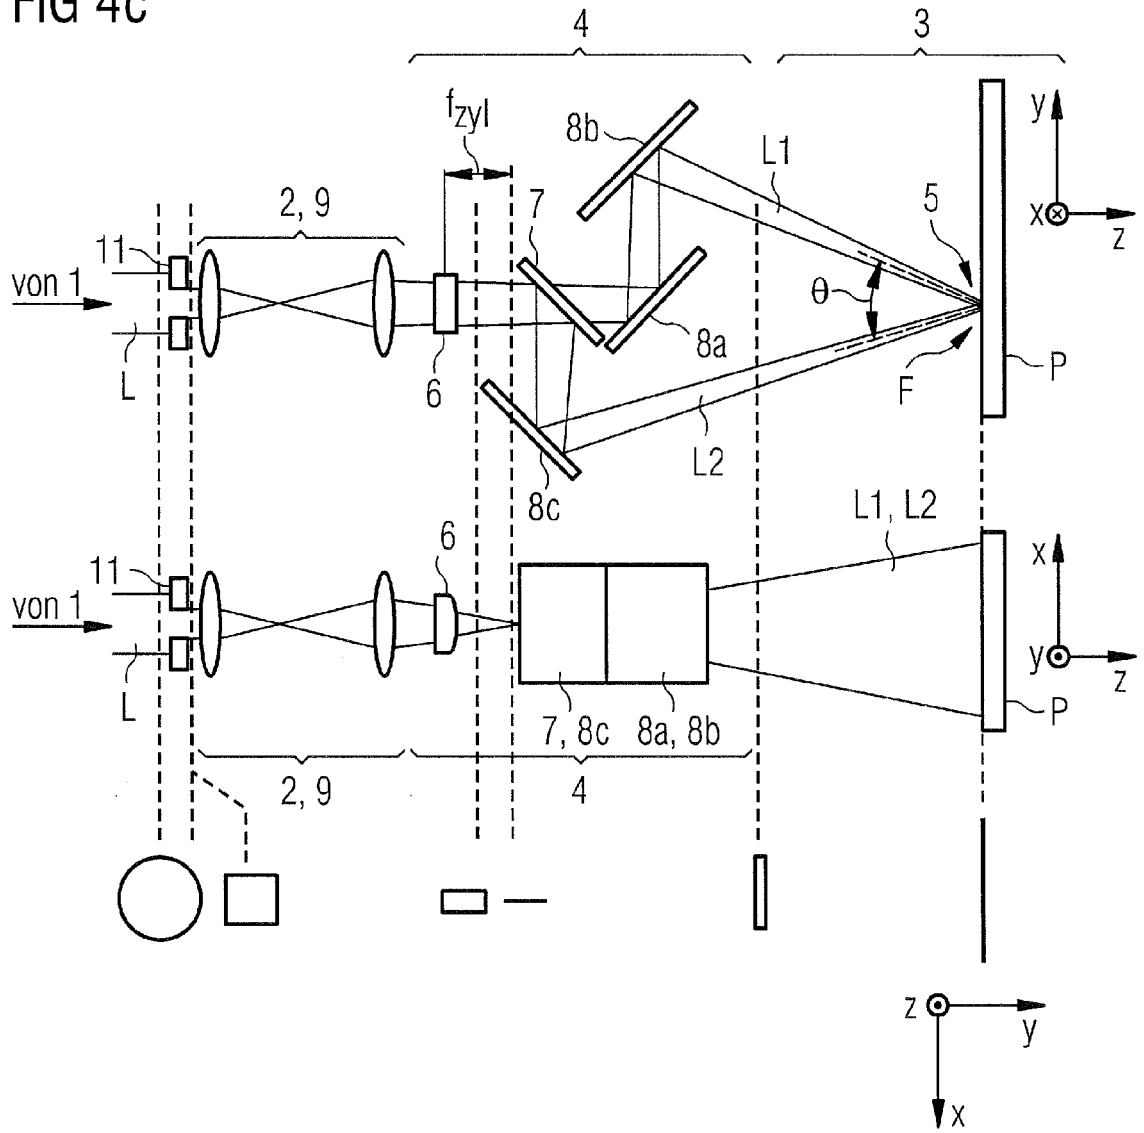 FIG 4c
4
3
f zyl
8b
L1
y
x
z
2, 9
7
5
11
von 1
θ
8a
L
6
F
P
L2
8c
L1, L2
6
11
x
von 1
y
z
L
P
7, 8c
8a, 8b
2, 9
4
z
y
x